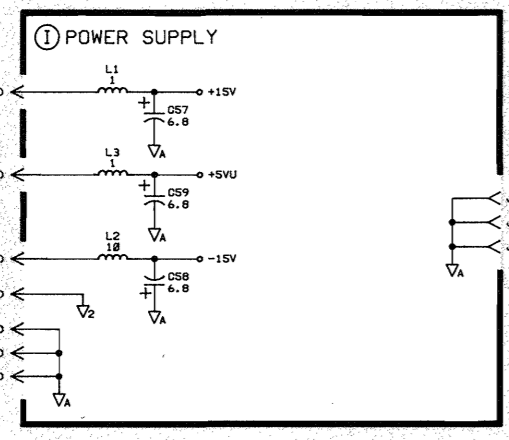 I POWER SUPPLY
L1
1
+15V
+
C57
6.8
A
L3
1
+5VU
+
C59
6.8
A
L2
10
-15V
C58
+
6.8
A
2
A
A